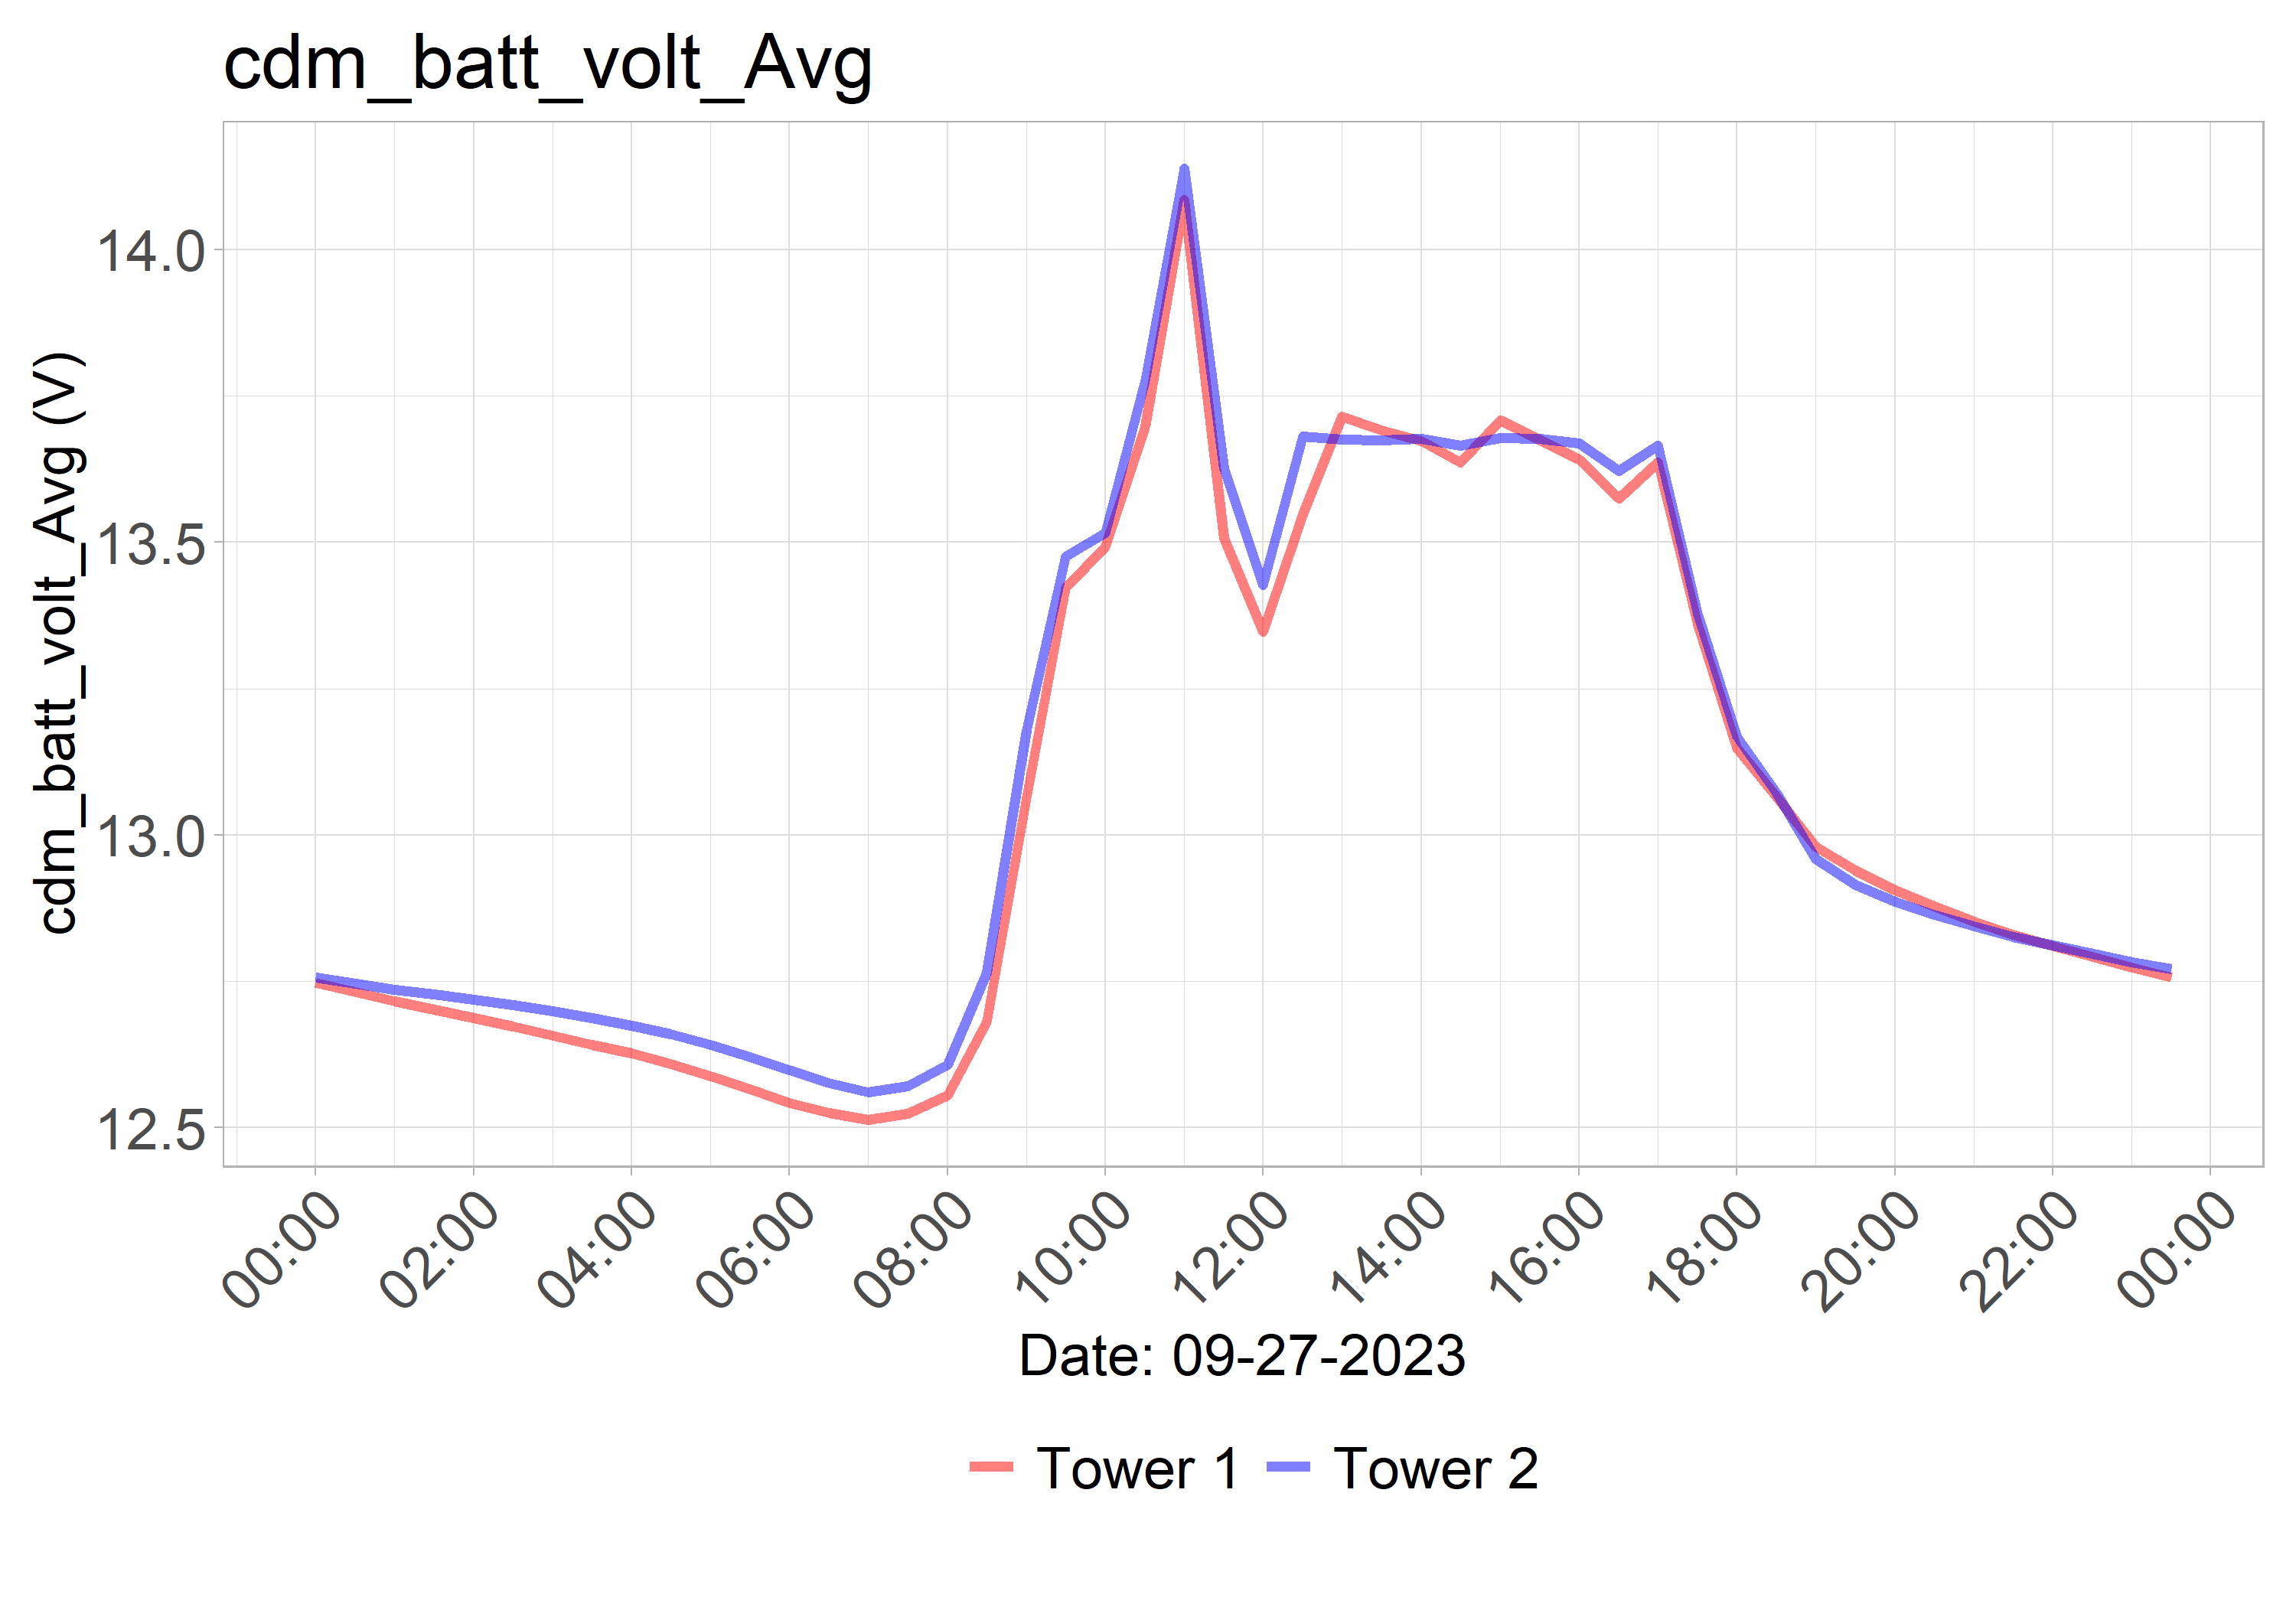 cdm_batt_volt_Avg
cdm_batt_volt_Avg (V)
14.0
13.5
13.0
12.5
00:00 02:00 04:00 06:00 08:00 10:00 12:00 14:00 16:00 18:00 20:00 22:00 00:00
Date: 09-27-2023
Tower 1 Tower 2